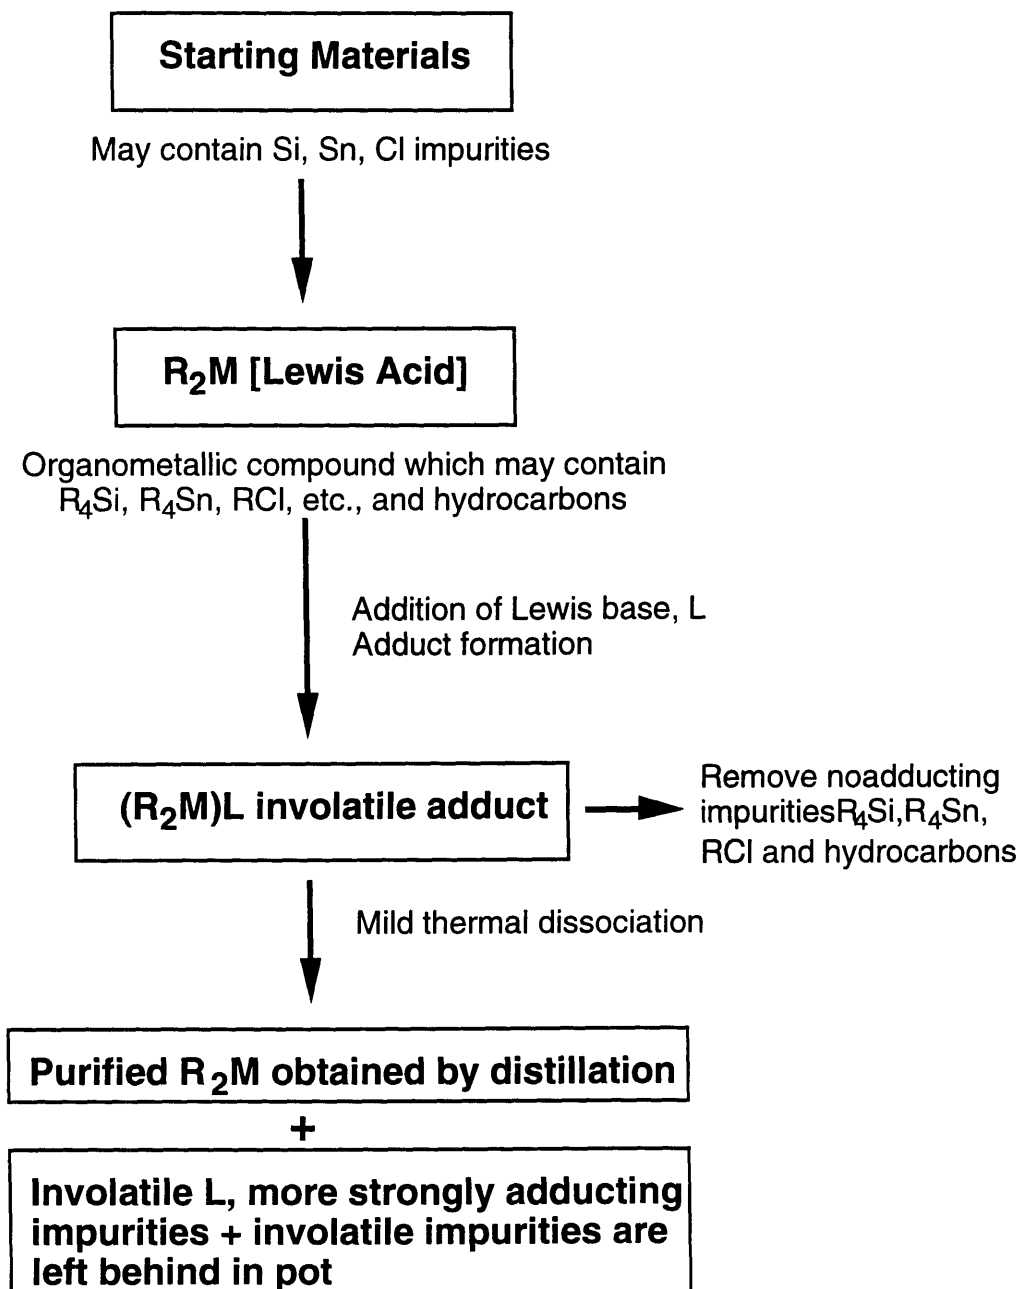 Starting Materials
May contain Si, Sn, Cl impurities
R₂M [Lewis Acid]
Organometallic compound which may contain
R₄Si, R₄Sn, RCl, etc., and hydrocarbons
Addition of Lewis base, L
Adduct formation
(R₂M)L involatile adduct
Remove noadducting
impuritiesR₄Si,R₄Sn,
RCl and hydrocarbons
Mild thermal dissociation
Purified R₂M obtained by distillation
+
Involatile L, more strongly adducting
impurities + involatile impurities are
left behind in pot